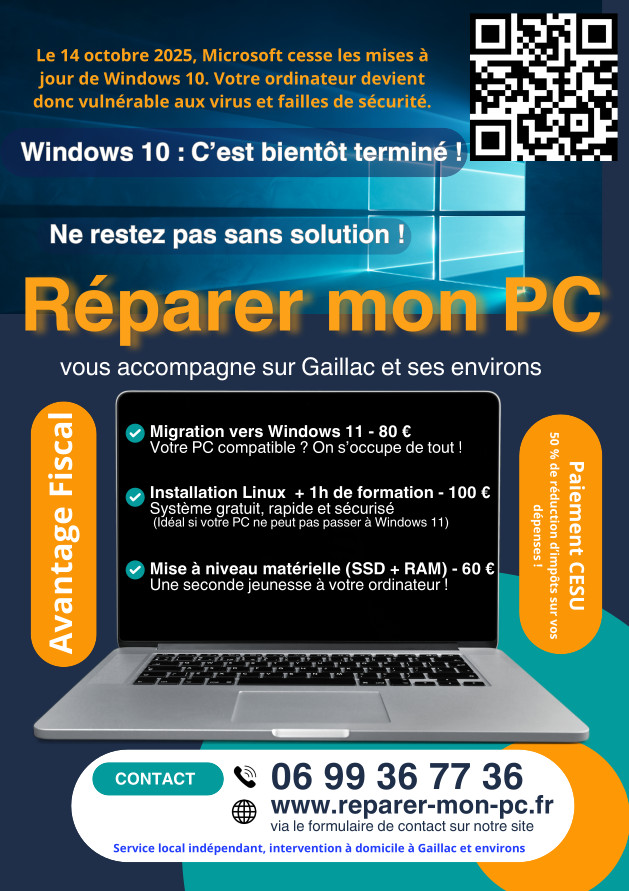 Le 14 octobre 2025, Microsoft cesse les mises à
jour de Windows 10. Votre ordinateur devient
donc vulnérable aux virus et failles de sécurité.
Windows 10 : C’est bientôt terminé !
Ne restez pas sans solution !
Réparer mon PC
vous accompagne sur Gaillac et ses environs
Avantage Fiscal
Migration vers Windows 11 - 80 €
Votre PC compatible ? On s’occupe de tout !
Installation Linux + 1h de formation - 100 €
Système gratuit, rapide et sécurisé
(Idéal si votre PC ne peut pas passer à Windows 11)
Mise à niveau matérielle (SSD + RAM) - 60 €
Une seconde jeunesse à votre ordinateur !
Paiement CESU
50 % de réduction d’impôts sur vos
dépenses !
CONTACT
06 99 36 77 36
www.reparer-mon-pc.fr
via le formulaire de contact sur notre site
Service local indépendant, intervention à domicile à Gaillac et environs